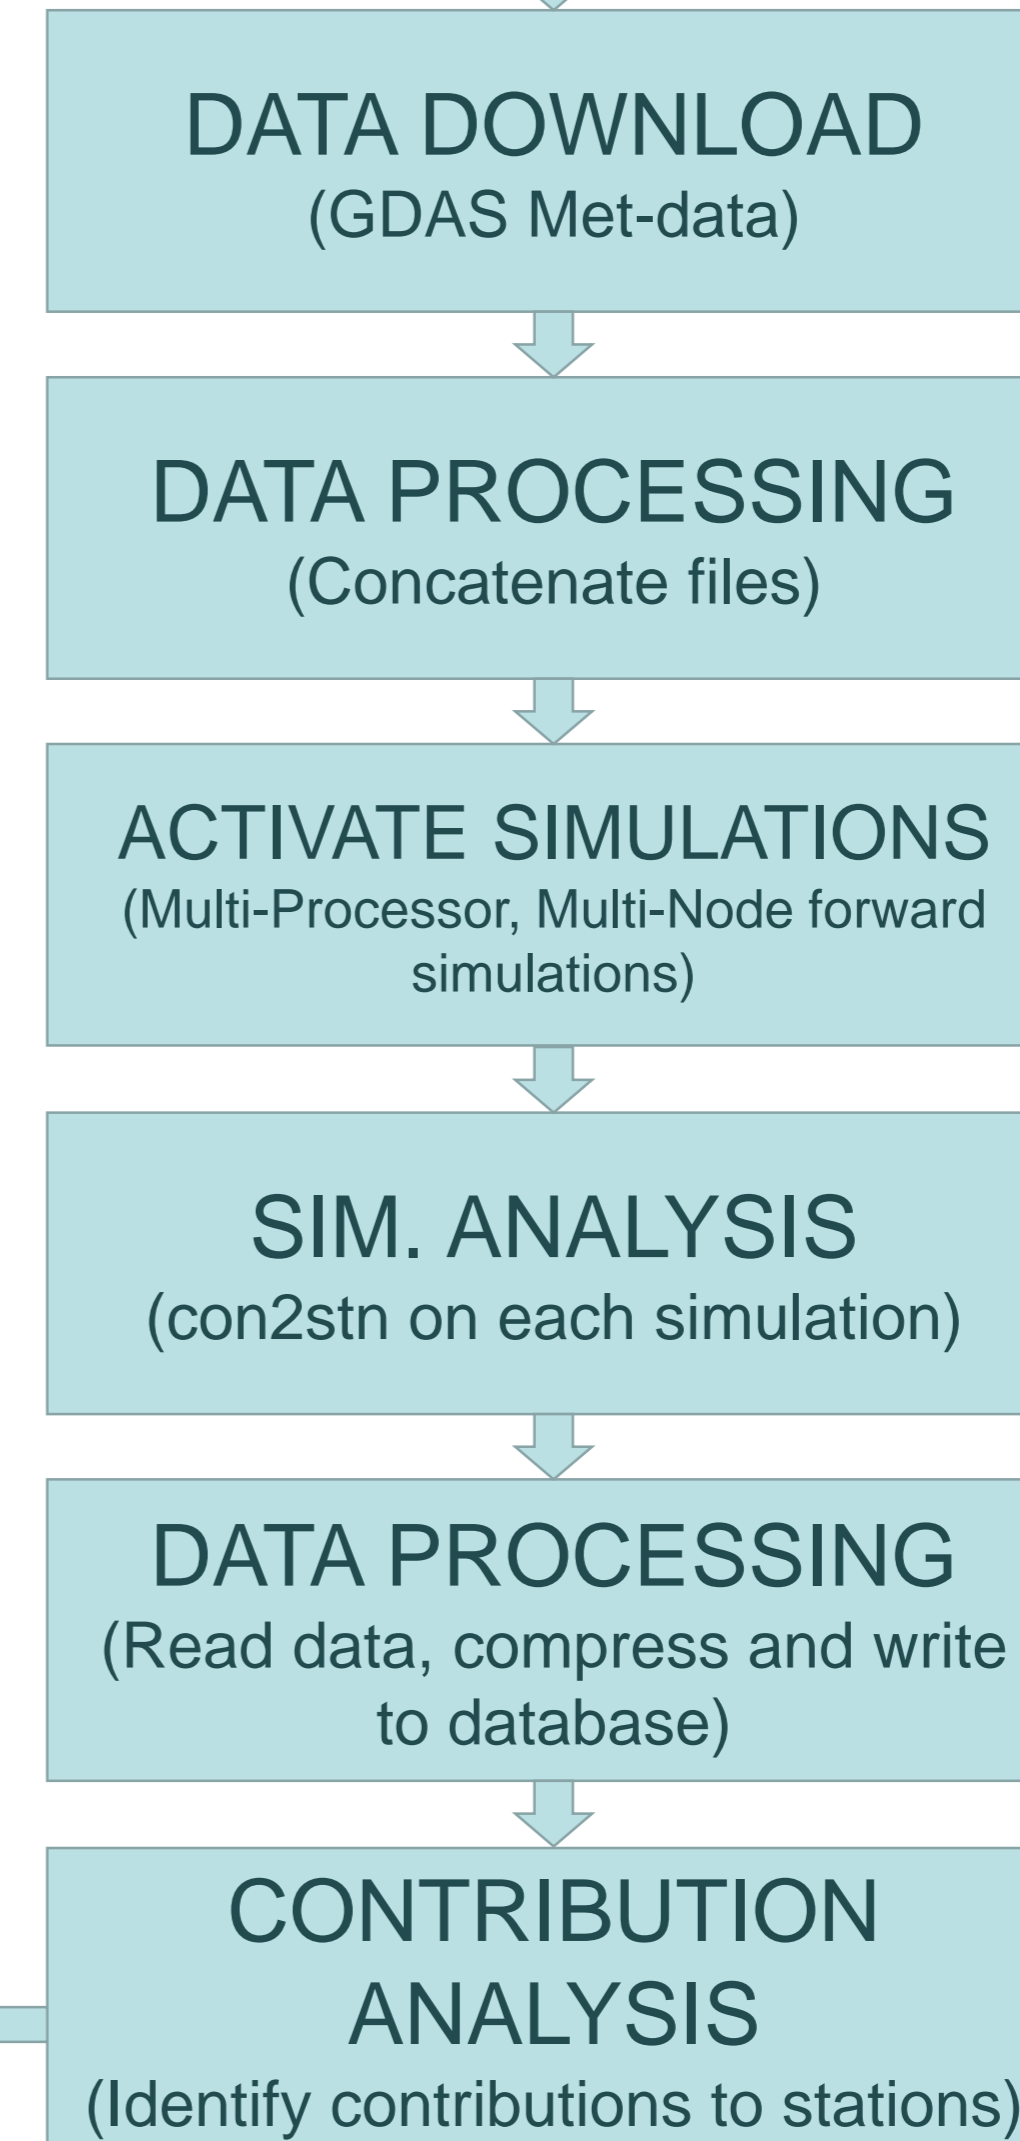 DATA DOWNLOAD
(GDAS Met-data)
DATA PROCESSING
(Concatenate files)
ACTIVATE SIMULATIONS
(Multi-Processor, Multi-Node forward
simulations)
SIM. ANALYSIS
(con2stn on each simulation)
DATA PROCESSING
(Read data, compress and write
to database)
CONTRIBUTION
ANALYSIS
(Identify contributions to stations)